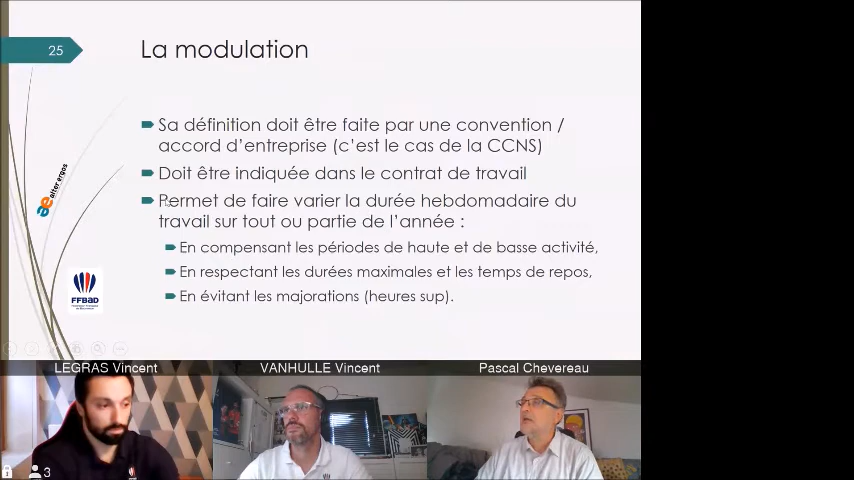 25
La modulation
Sa définition doit être faite par une convention /
accord d'entreprise (c'est le cas de la CCNS)
Doit être indiquée dans le contrat de travail
Permet de faire varier la durée hebdomadaire du
travail sur tout ou partie de l'année :
En compensant les périodes de haute et de basse activité,
En respectant les durées maximales et les temps de repos,
En évitant les majorations (heures sup).
ae alter ergos
FFBaD
LEGRAS Vincent
VANHULLE Vincent
Pascal Chevereau
3